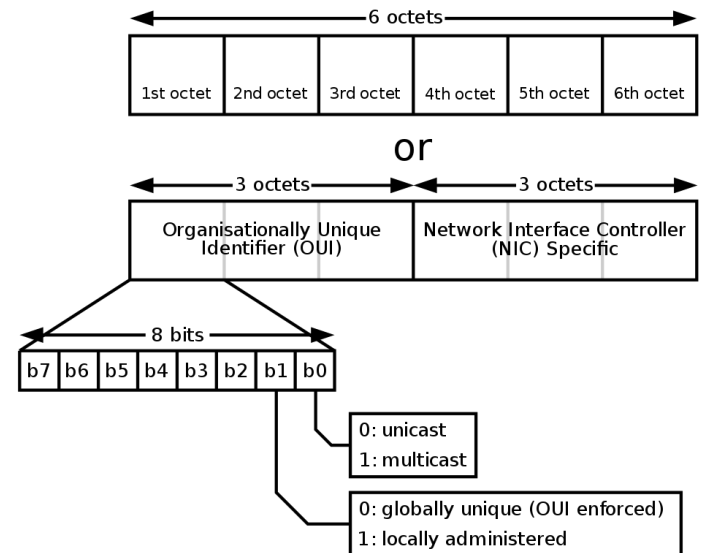 6 octets
1st octet 2nd octet 3rd octet 4th octet 5th octet 6th octet
or
3 octets 3 octets
Organisationally Unique
Identifier (OUI)
Network Interface Controller
(NIC) Specific
8 bits
b7 b6 b5 b4 b3 b2 b1 b0
0: unicast
1: multicast
0: globally unique (OUI enforced)
1: locally administered